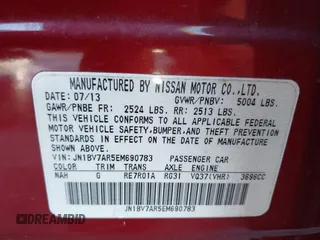 MANUFACTURED BY NISSAN MOTOR CO.,LTD.
DATE: 07/13 GVWR/PNBV: 5004 LBS.
GAWR/PNBE FR: 2524 LBS. RR: 2513 LBS.
THIS VEHICLE CONFORMS TO ALL APPLICABLE
FEDERAL MOTOR VEHICLE
SAFETY,BUMPER,AND THEFT PREVENTION
STANDARDS IN EFFECT ON THE DATE OF
MANUFACTURE SHOWN ABOVE.
VIN: JN1BV7AR5EM690783 PASSENGER CAR
COLOR TRIM TRANS AXLE ENGINE
NAH G RE7R01A RG31 VQ37(VHR) 3696CC
JN1BV7AR5EM690783
DREAMBID